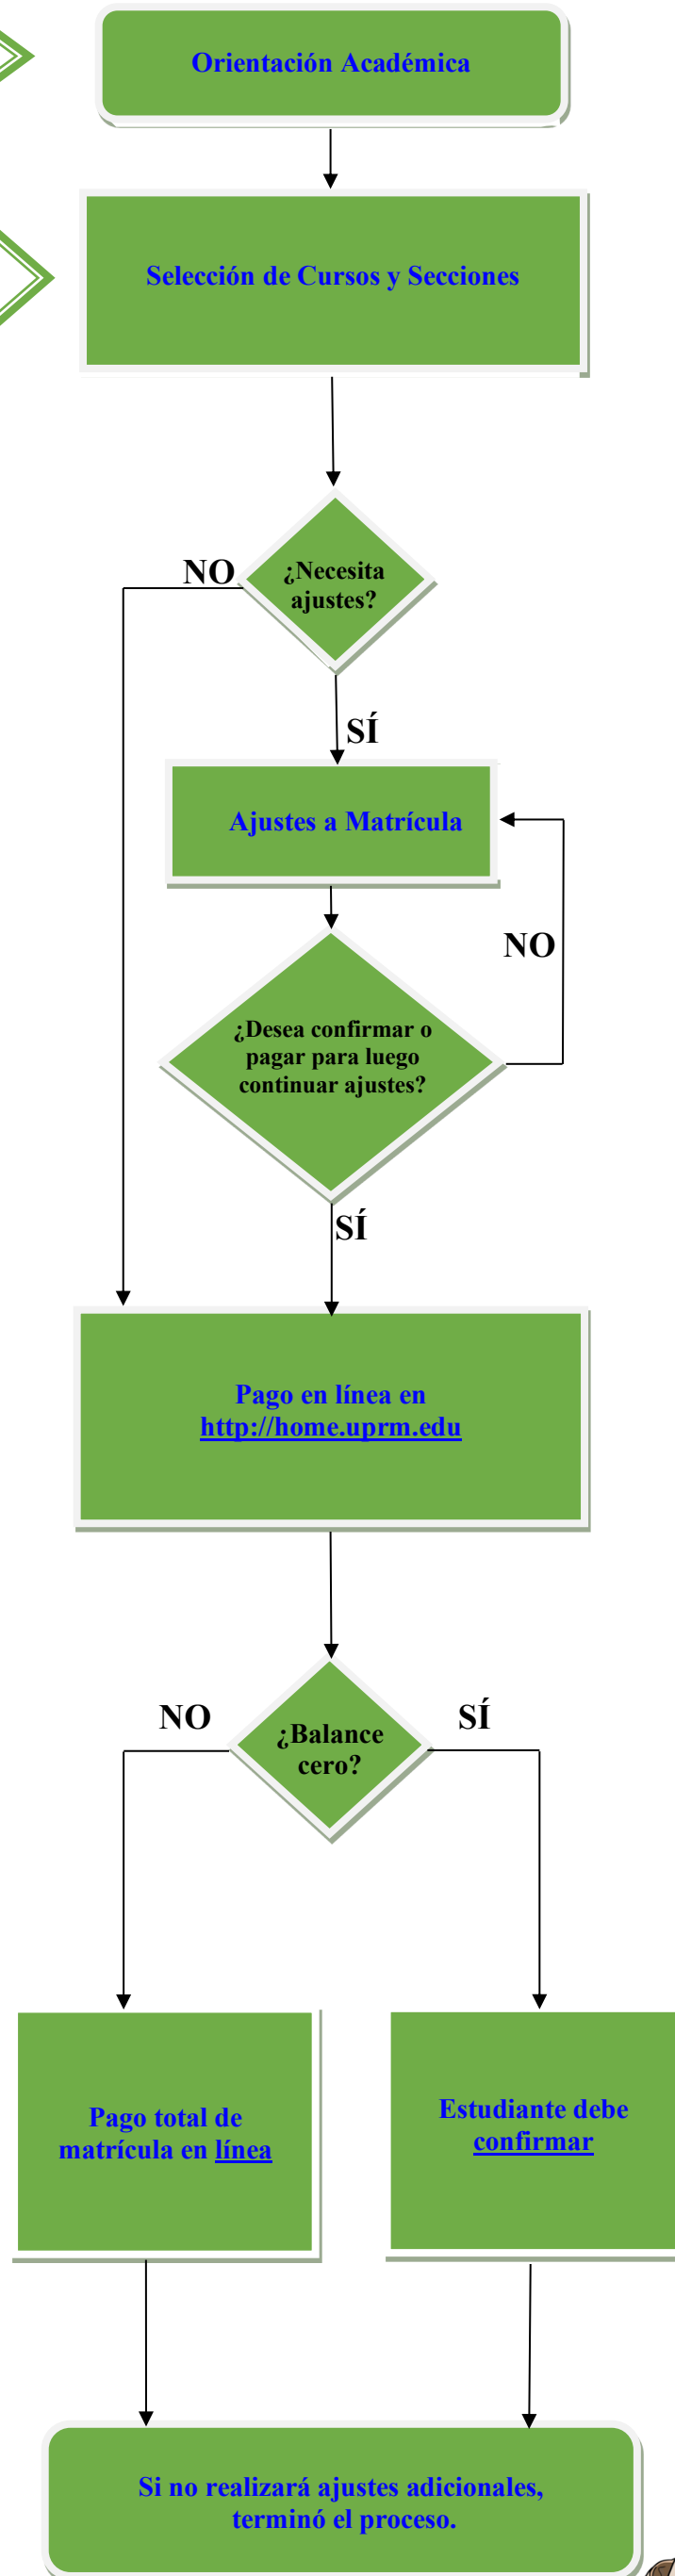 Orientación Académica
Selección de Cursos y Secciones
NO
¿Necesita
ajustes?
SÍ
Ajustes a Matrícula
NO
¿Desea confirmar o
pagar para luego
continuar ajustes?
SÍ
Pago en línea en
http://home.uprm.edu
NO
¿Balance
cero?
SÍ
Pago total de
matrícula en línea
Estudiante debe
confirmar
Si no realizará ajustes adicionales,
terminó el proceso.